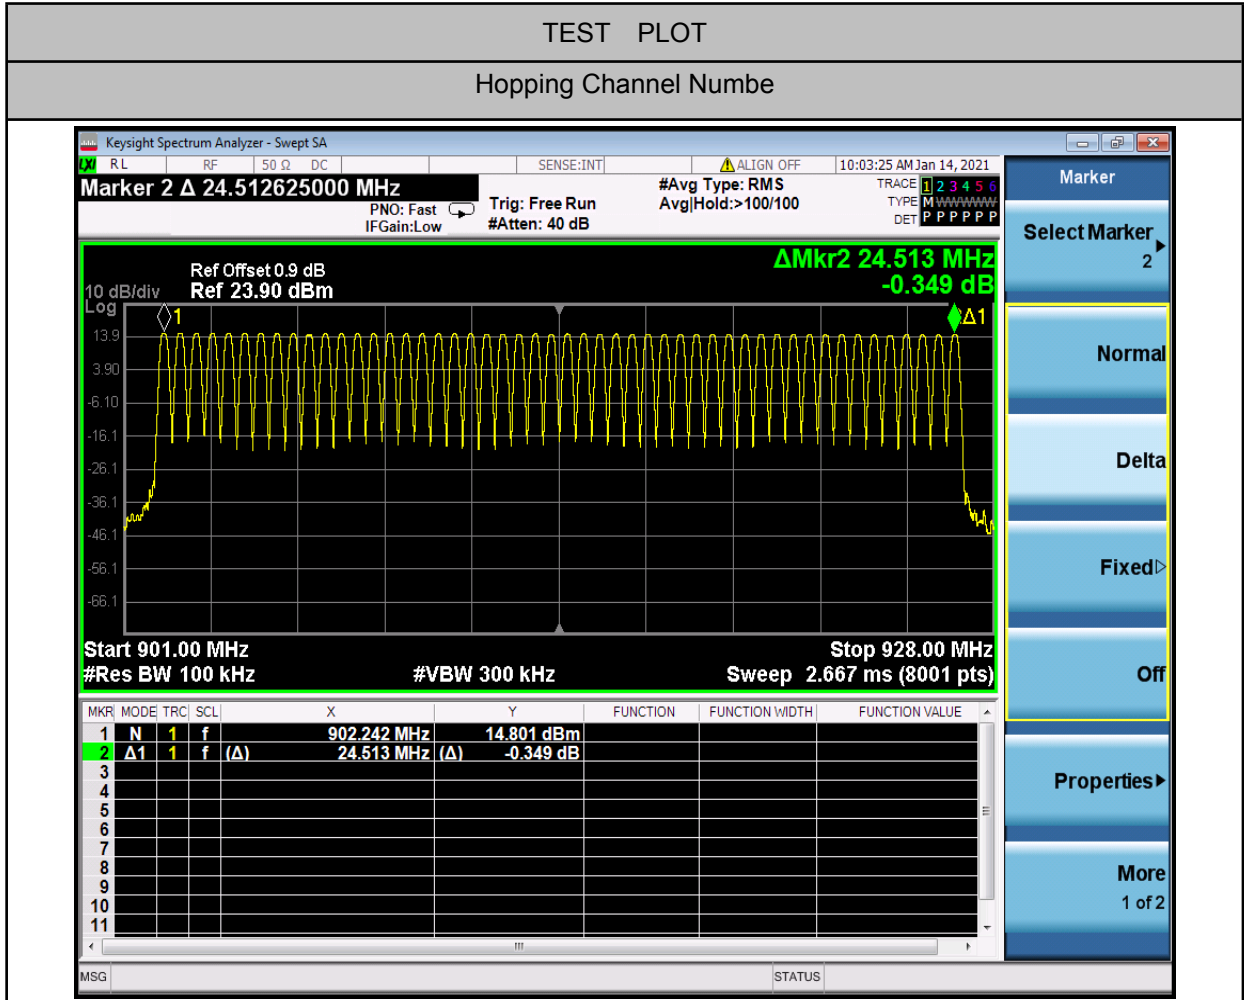 TEST PLOT
Hopping Channel Numbe
Keysight Spectrum Analyzer - Swept SA
LXI RL RF 50 Ω DC SENSE:INT ALIGN OFF 10:03:25 AM Jan 14, 2021
Marker 2 Δ 24.512625000 MHz
PNO: Fast
IFGain:Low
Trig: Free Run
#Atten: 40 dB
#Avg Type: RMS
Avg|Hold:>100/100
TRACE 1 2 3 4 5 6
TYPE M WWWWW
DET P P P P P P
ΔMkr2 24.513 MHz
-0.349 dB
Ref Offset 0.9 dB
10 dB/div Ref 23.90 dBm
Log
1
Δ1
13.9
3.90
-6.10
-16.1
-26.1
-36.1
-46.1
-56.1
-66.1
Start 901.00 MHz Stop 928.00 MHz
#Res BW 100 kHz #VBW 300 kHz Sweep 2.667 ms (8001 pts)
MKR MODE TRC SCL X Y FUNCTION FUNCTION WIDTH FUNCTION VALUE
1 N 1 f 902.242 MHz 14.801 dBm
2 Δ1 1 f (Δ) 24.513 MHz (Δ) -0.349 dB
3
4
5
6
7
8
9
10
11
MSG STATUS
Marker
Select Marker
2
Normal
Delta
Fixed
Off
Properties
More
1 of 2